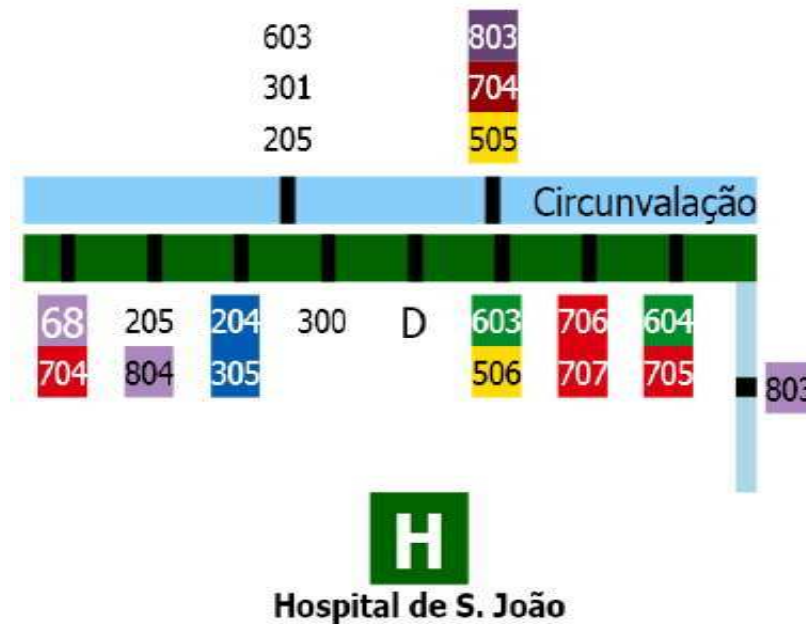 603 803
301 704
205 505
Circunvalação
68 205 204 300 D 603 706 604
704 804 305 506 707 705
803
H
Hospital de S. João